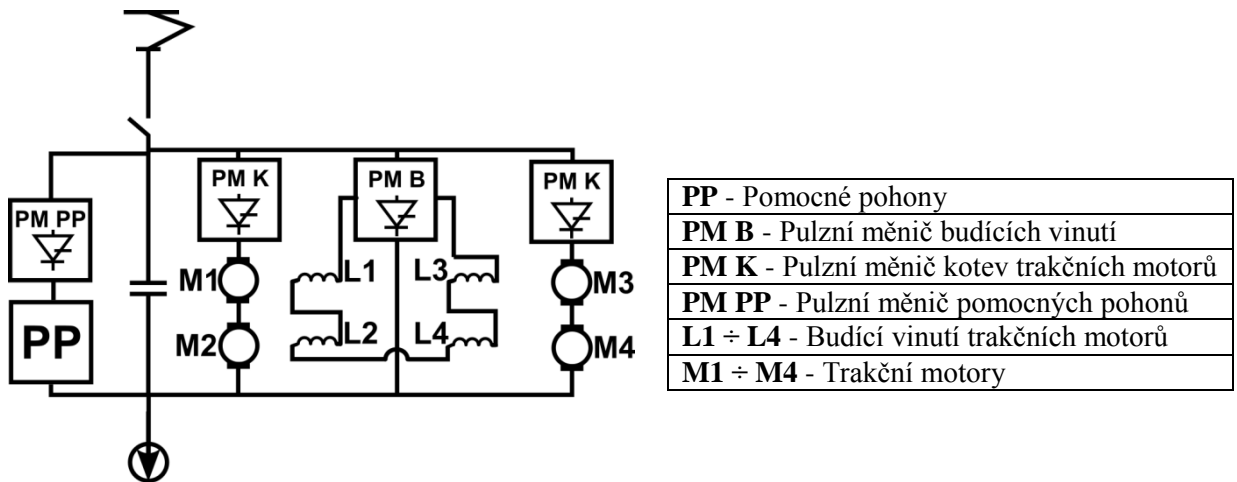 PM K
PM B
PM K
PM PP
M1
L1
L3
M3
PP
M2
L2
L4
M4
PP - Pomocné pohony
PM B - Pulzní měnič budících vinutí
PM K - Pulzní měnič kotev trakčních motorů
PM PP - Pulzní měnič pomocných pohonů
L1 ÷ L4 - Budící vinutí trakčních motorů
M1 ÷ M4 - Trakční motory